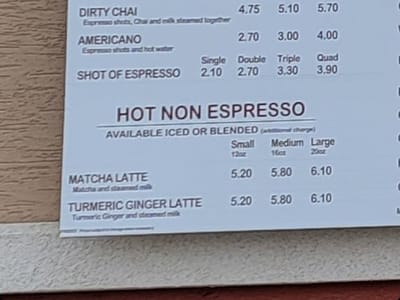 DIRTY CHAI 4.75 5.10 5.70
Espresso shots, Chai and milk steamed together
AMERICANO 2.70 3.00 4.00
Espresso shots and hot water
Single Double Triple Quad
SHOT OF ESPRESSO 2.10 2.70 3.30 3.90
HOT NON ESPRESSO
AVAILABLE ICED OR BLENDED (additional charge)
Small Medium Large
12oz 16oz 20oz
MATCHA LATTE 5.20 5.80 6.10
Matcha and steamed milk
TURMERIC GINGER LATTE 5.20 5.80 6.10
Turmeric Ginger and steamed milk